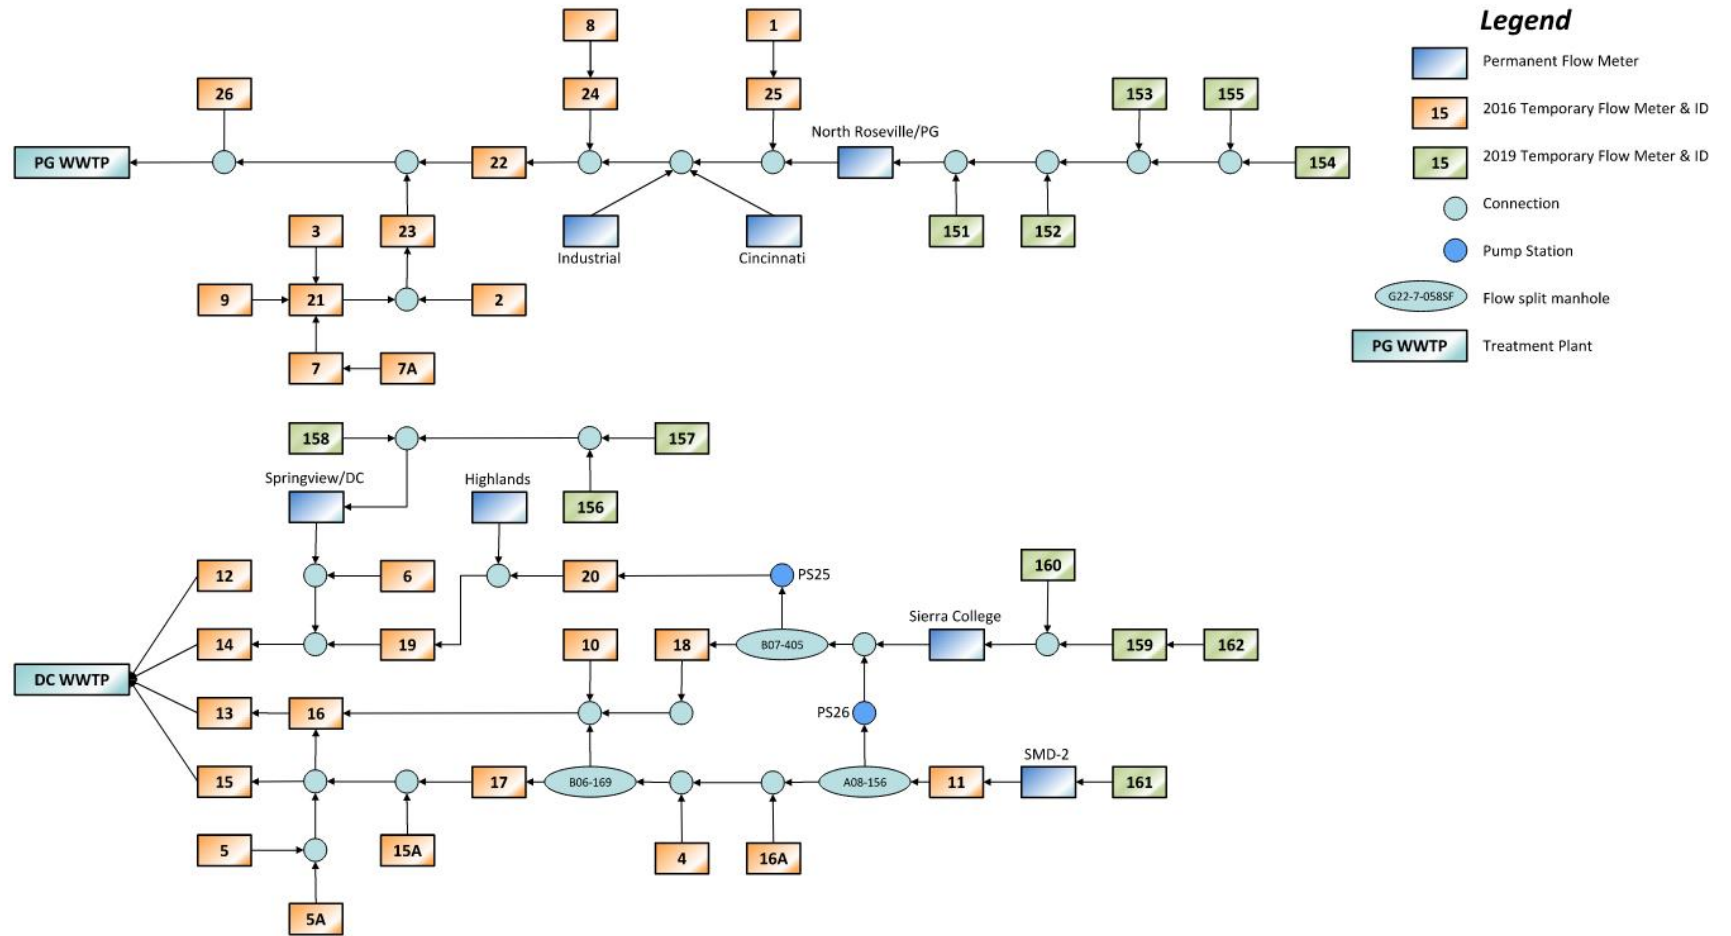 Legend
Permanent Flow Meter
15 2016 Temporary Flow Meter & ID
15 2019 Temporary Flow Meter & ID
Connection
Pump Station
G22-7-058SF Flow split manhole
PG WWTP Treatment Plant
8
1
26
24
25
153
155
North Roseville/PG
PG WWTP
22
154
3
23
151
152
Industrial
Cincinnati
9
21
2
7
7A
158
157
Springview/DC
Highlands
156
12
6
20
PS25
160
Sierra College
14
19
10
18
B07-405
159
162
DC WWTP
13
16
PS26
SMD-2
15
17
B06-169
A08-156
11
161
5
15A
4
16A
5A